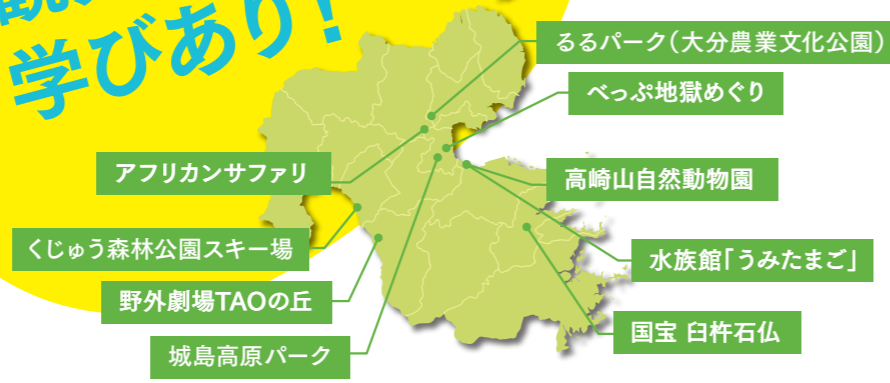 学びあり！
るるパーク（大分農業文化公園）
べっぷ地獄めぐり
アフリカンサファリ
高崎山自然動物園
くじゅう森林公園スキー場
水族館「うみたまご」
野外劇場TAOの丘
国宝 臼杵石仏
城島高原パーク